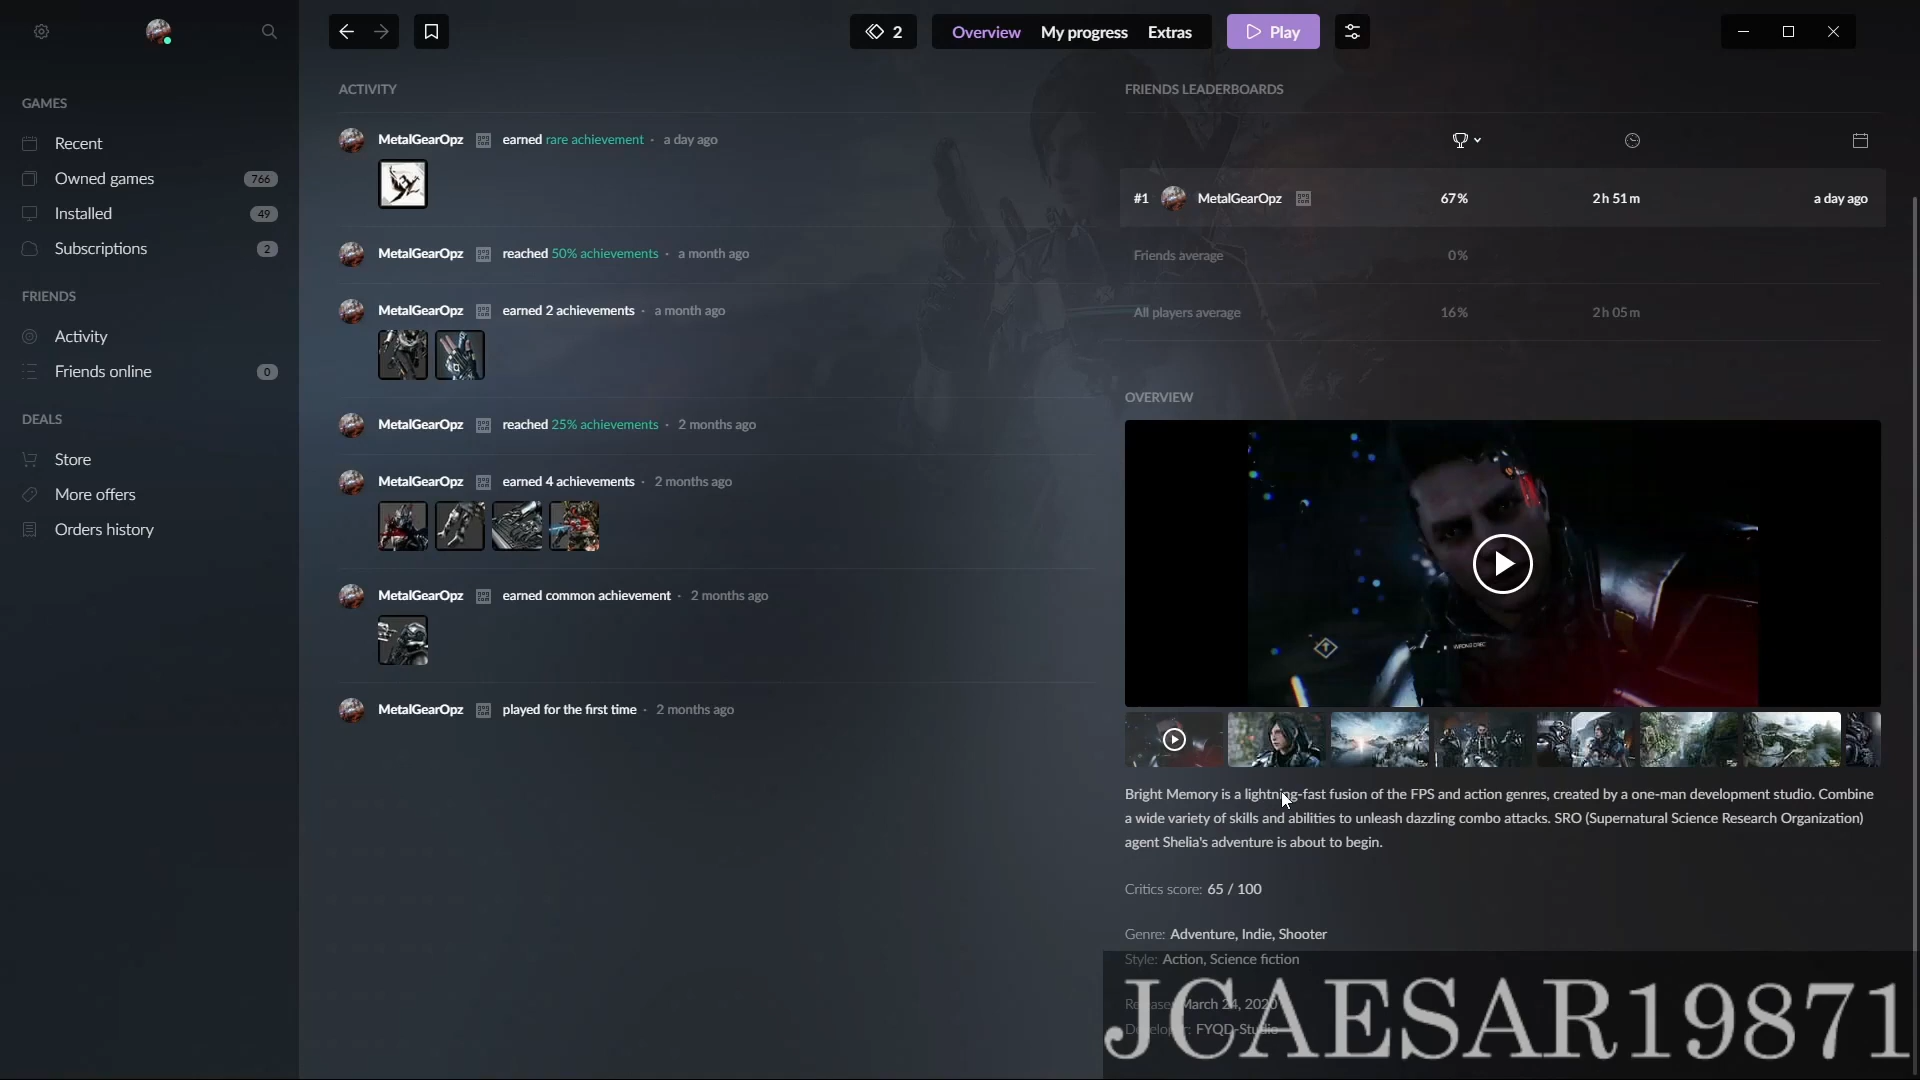 2
Overview
My progress
Extras
Play
GAMES
Recent
Owned games
766
Installed
49
Subscriptions
2
FRIENDS
Activity
Friends online
0
DEALS
Store
More offers
Orders history
ACTIVITY
MetalGearOpz earned rare achievement · a day ago
MetalGearOpz reached 50% achievements · a month ago
MetalGearOpz earned 2 achievements · a month ago
MetalGearOpz reached 25% achievements · 2 months ago
MetalGearOpz earned 4 achievements · 2 months ago
MetalGearOpz earned common achievement · 2 months ago
MetalGearOpz played for the first time · 2 months ago
FRIENDS LEADERBOARDS
#1 MetalGearOpz 67% 2h 51m a day ago
Friends average 0%
All players average 16% 2h 05m
OVERVIEW
Bright Memory is a lightning-fast fusion of the FPS and action genres, created by a one-man development studio. Combine
a wide variety of skills and abilities to unleash dazzling combo attacks. SRO (Supernatural Science Research Organization)
agent Shelia's adventure is about to begin.
Critics score: 65 / 100
Genre: Adventure, Indie, Shooter
Style: Action, Science fiction
Release: March 24, 2020
Developer: FYQD-Studio
JCAESAR19871